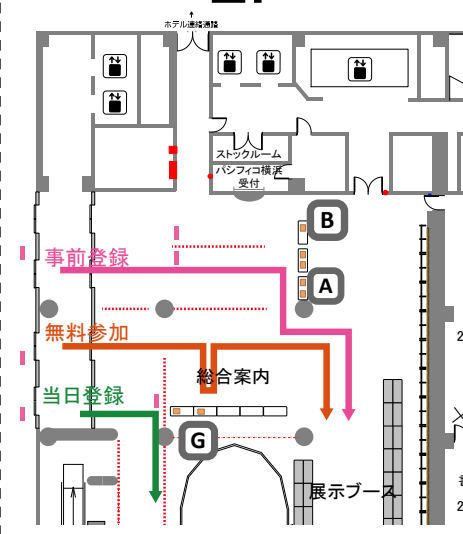 ホテル連絡通路
ストックルーム
パシフィコ横浜
受付
B
事前登録
A
無料参加
総合案内
当日登録
G
展示ブース
2
2